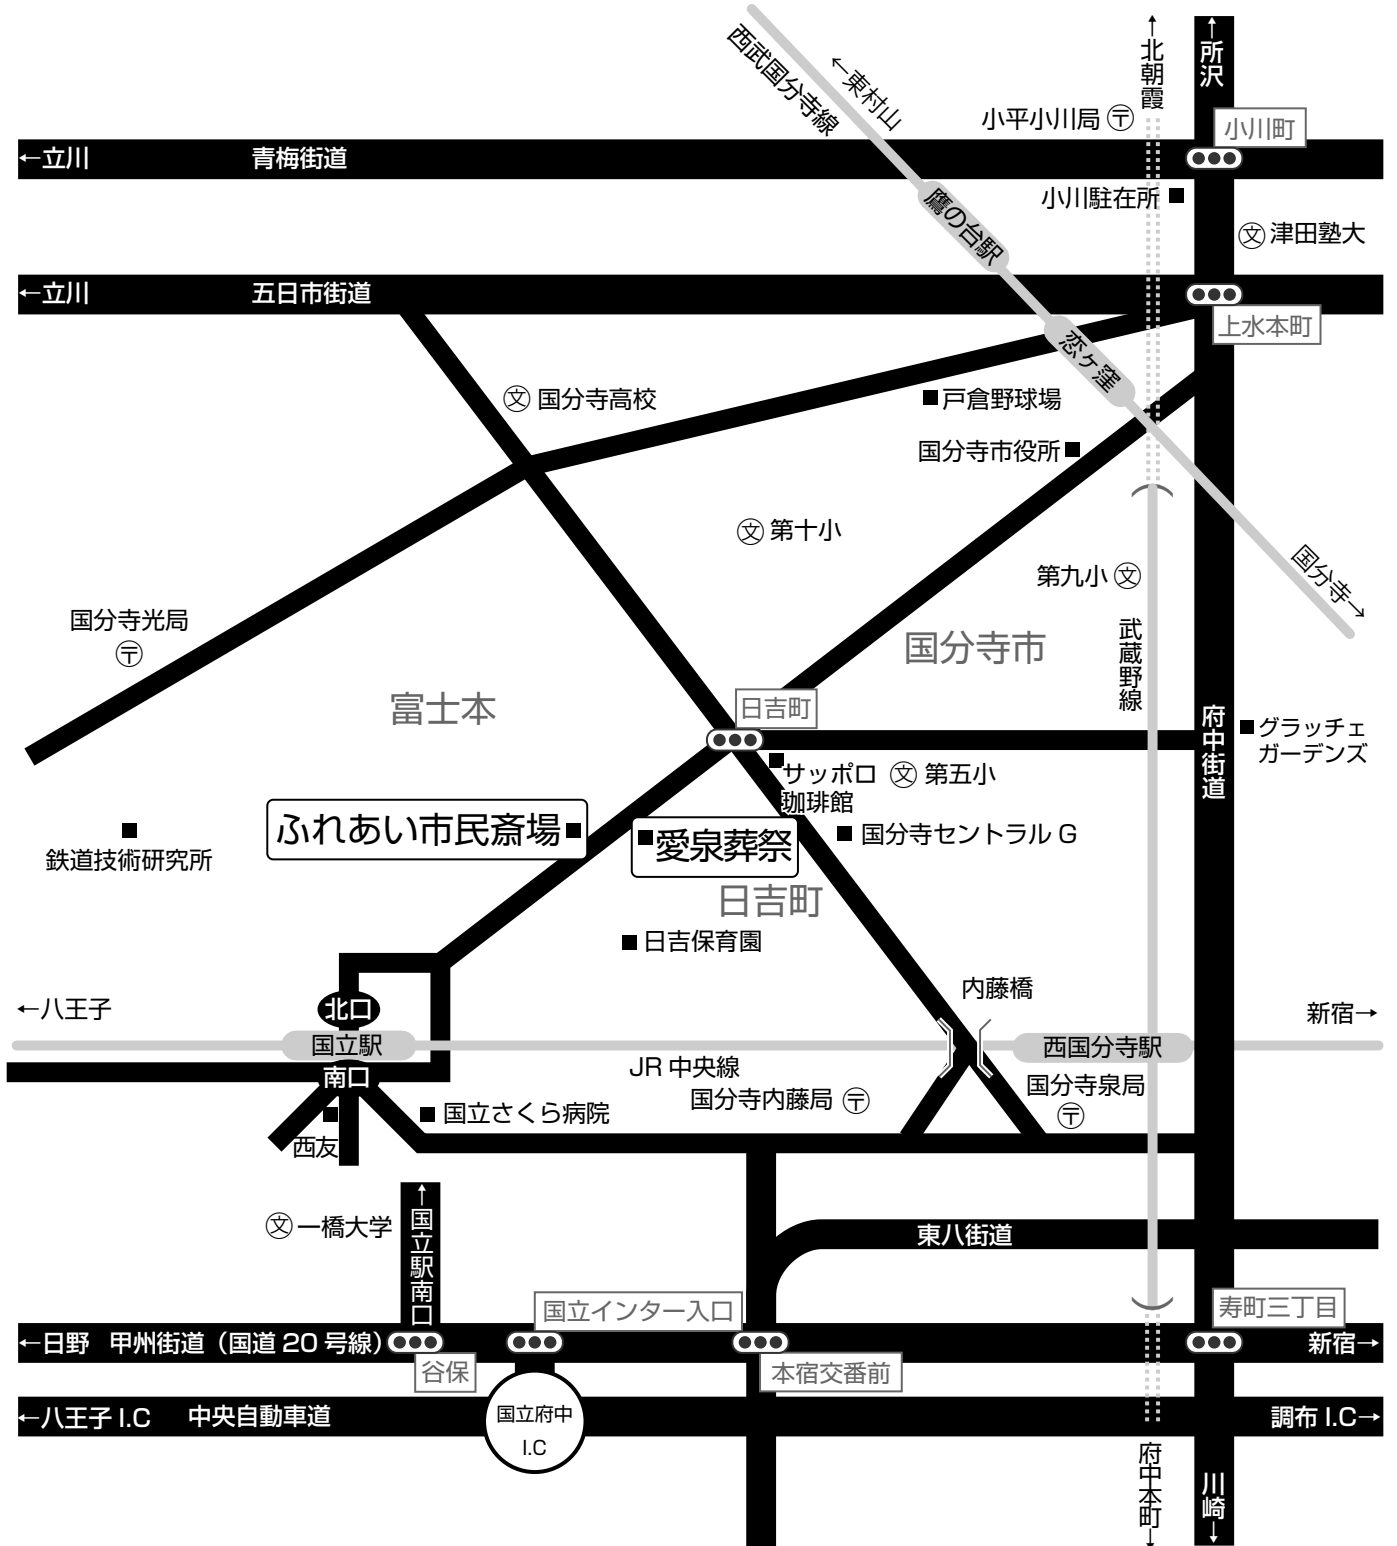 西武国分寺線
←東村山
↑北朝霞
↑所沢
小平小川局 〒
小川町
←立川
青梅街道
鷹の台駅
小川駐在所
文 津田塾大
←立川
五日市街道
上水本町
恋ヶ窪
文 国分寺高校
戸倉野球場
国分寺市役所
文 第十小
第九小 文
国分寺→
国分寺光局
〒
武蔵野線
国分寺市
富士本
日吉町
府中街道
グラッチェ
ガーデンズ
サッポロ
珈琲館
文 第五小
ふれあい市民斎場
愛泉葬祭
国分寺セントラル G
鉄道技術研究所
日吉町
日吉保育園
内藤橋
←八王子
北口
新宿→
国立駅
西国分寺駅
南口
JR 中央線
国分寺内藤局 〒
国分寺泉局
〒
国立さくら病院
西友
文 一橋大学
↑国立駅南口
東八街道
国立インター入口
寿町三丁目
←日野
甲州街道（国道 20 号線）
新宿→
谷保
本宿交番前
←八王子 I.C
中央自動車道
国立府中
I.C
調布 I.C→
府中本町↓
川崎↓